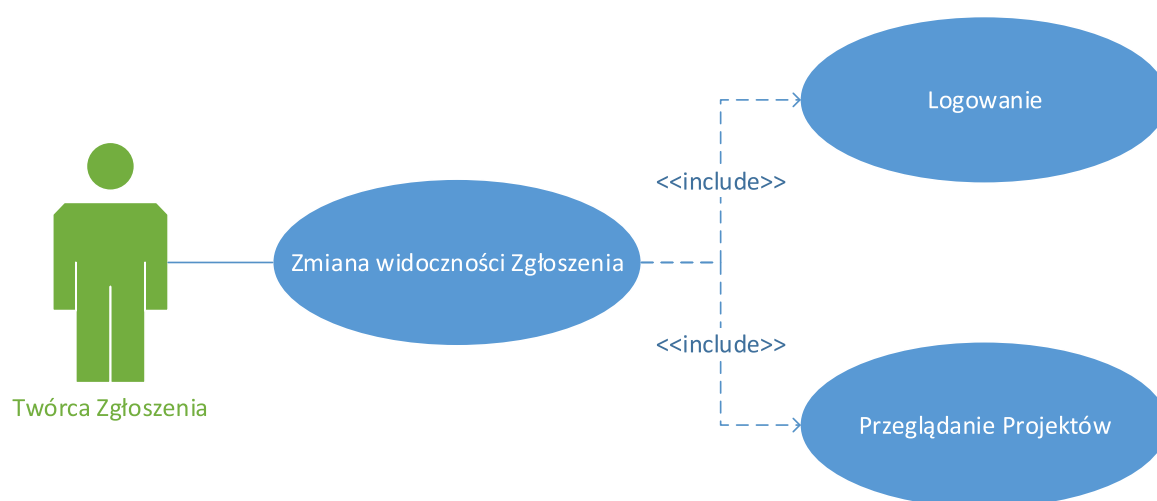 Logowanie
<<include>>
Zmiana widoczności Zgłoszenia
<<include>>
Twórca Zgłoszenia
Przeglądanie Projektów